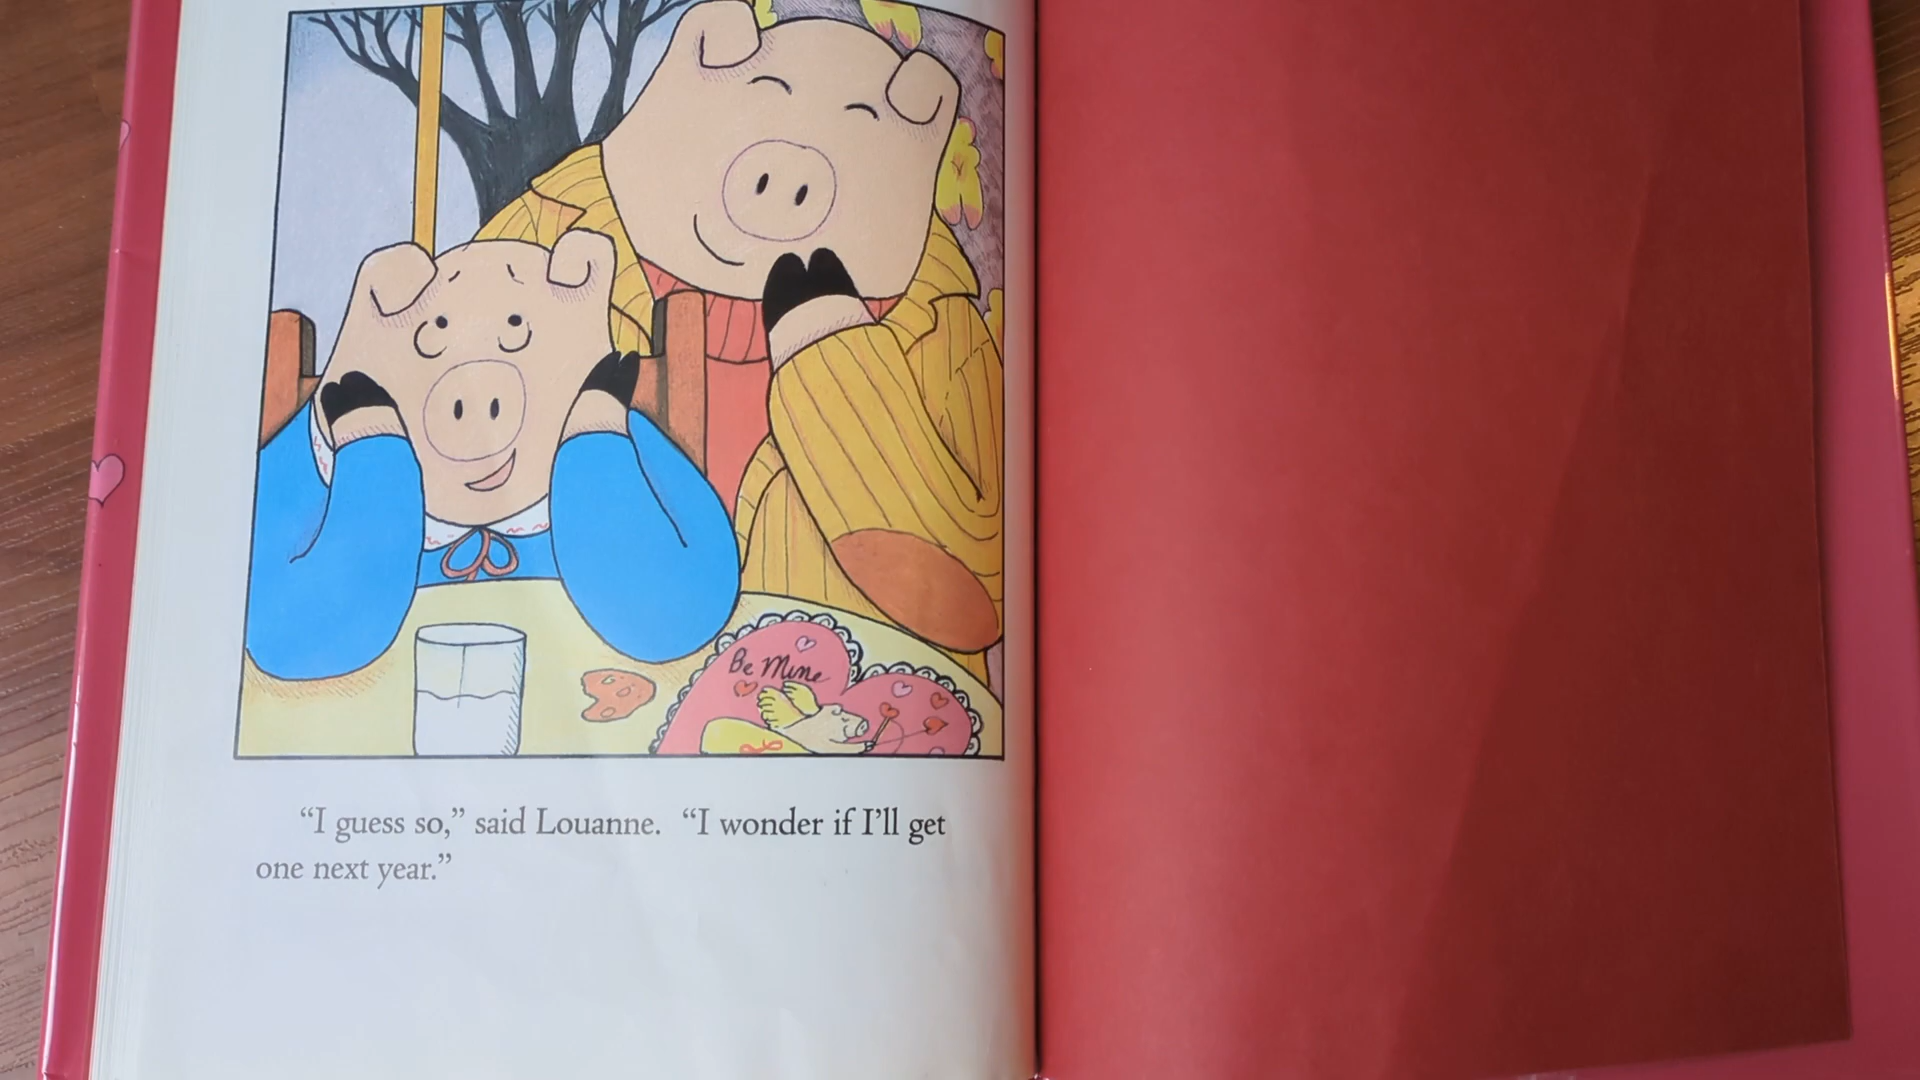 Be Mine
“I guess so,” said Louanne. “I wonder if I’ll get
one next year.”